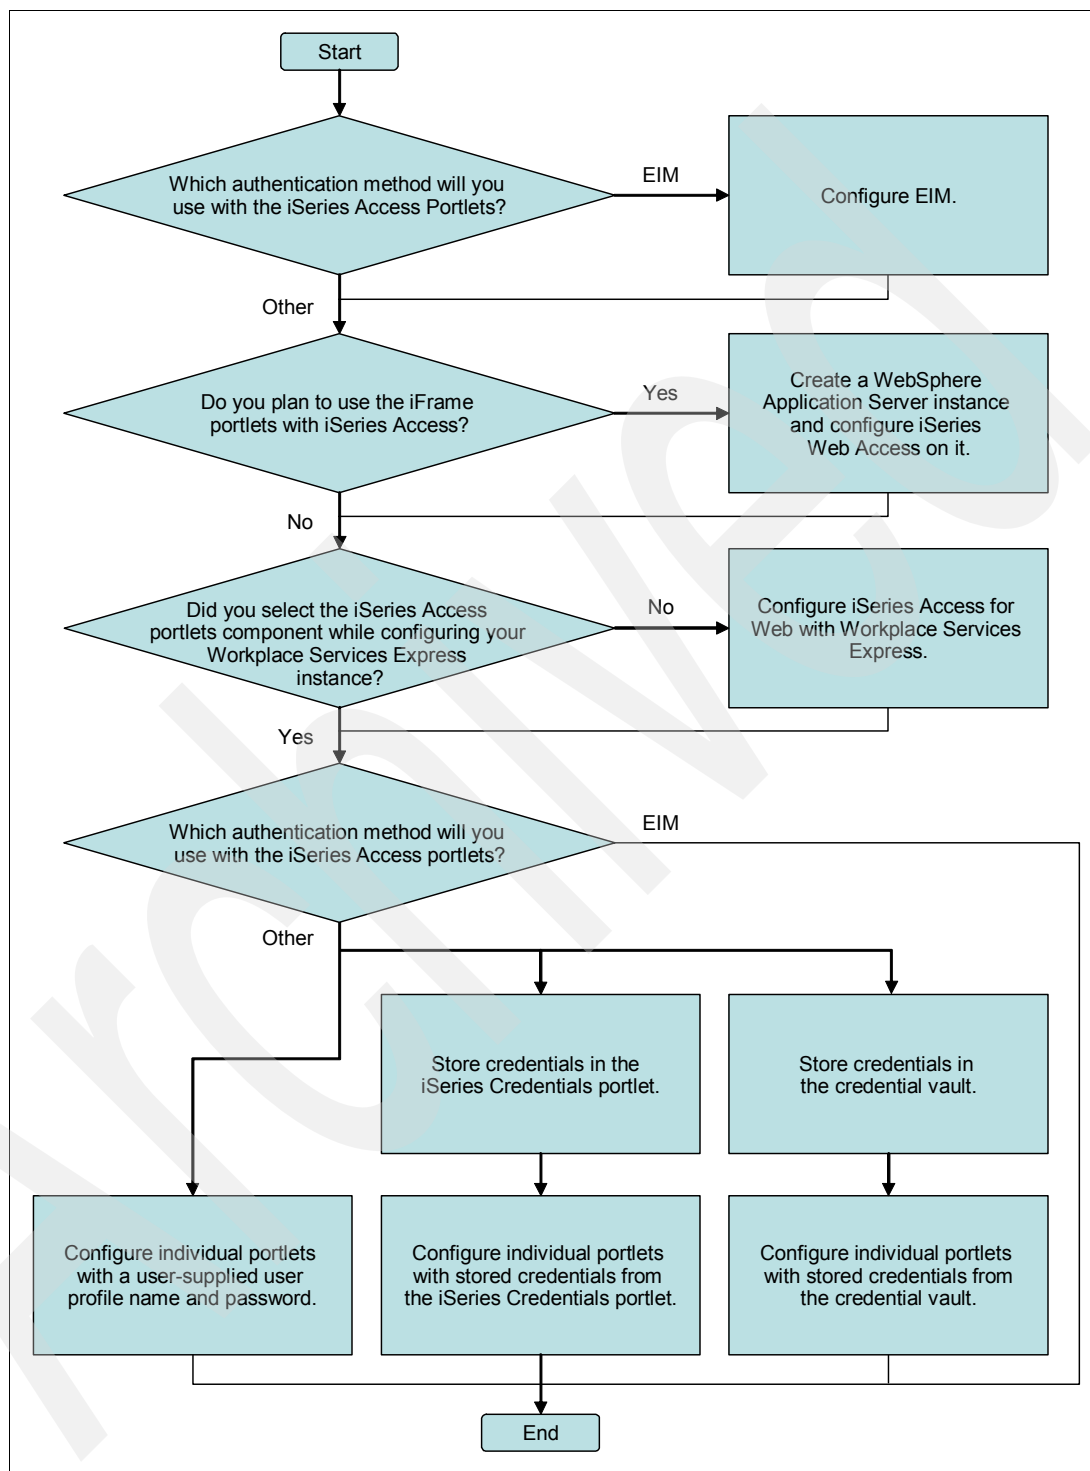 Start
Which authentication method will you
use with the iSeries Access Portlets?
EIM
Configure EIM.
Other
Do you plan to use the iFrame
portlets with iSeries Access?
Yes
Create a WebSphere
Application Server instance
and configure iSeries
Web Access on it.
No
Did you select the iSeries Access
portlets component while configuring your
Workplace Services Express
instance?
No
Configure iSeries Access for
Web with Workplace Services
Express.
Yes
Which authentication method will you
use with the iSeries Access portlets?
EIM
Other
Store credentials in the
iSeries Credentials portlet.
Store credentials in
the credential vault.
Configure individual portlets
with a user-supplied user
profile name and password.
Configure individual portlets
with stored credentials from
the iSeries Credentials portlet.
Configure individual portlets
with stored credentials from
the credential vault.
End
Archived